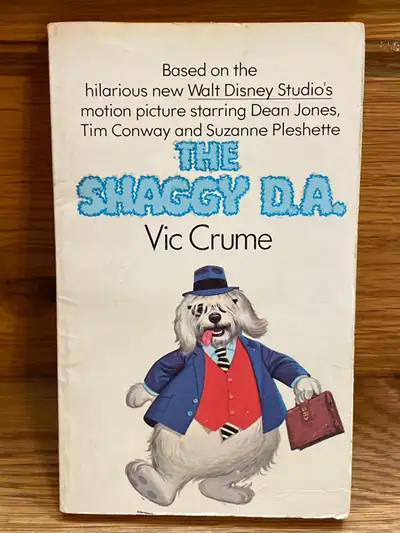 Based on the
hilarious new Walt Disney Studio's
motion picture starring Dean Jones,
Tim Conway and Suzanne Pleshette
THE
SHAGGY D.A.
Vic Crume